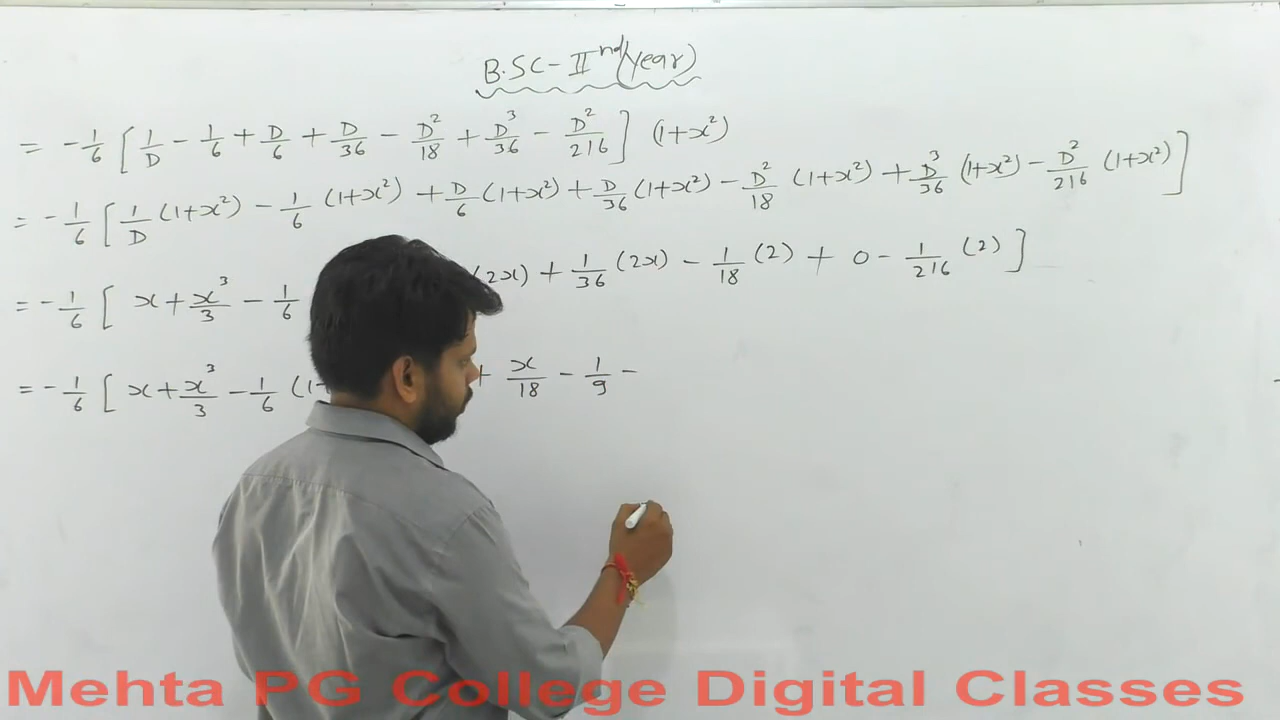 B.SC-IInd(Year)
= -1/6 [1/D - 1/6 + D/6 + D/36 - D²/18 + D³/36 - D²/216] (1+x²)
= -1/6 [1/D (1+x²) - 1/6 (1+x²) + D/6 (1+x²) + D/36 (1+x²) - D²/18 (1+x²) + D³/36 (1+x²) - D²/216 (1+x²)]
= -1/6 [x + x³/3 - 1/6 (2x) + 1/36 (2x) - 1/18 (2) + 0 - 1/216 (2)]
= -1/6 [x + x³/3 - 1/6 (1 + x/18 - 1/9 -
Mehta PG College Digital Classes